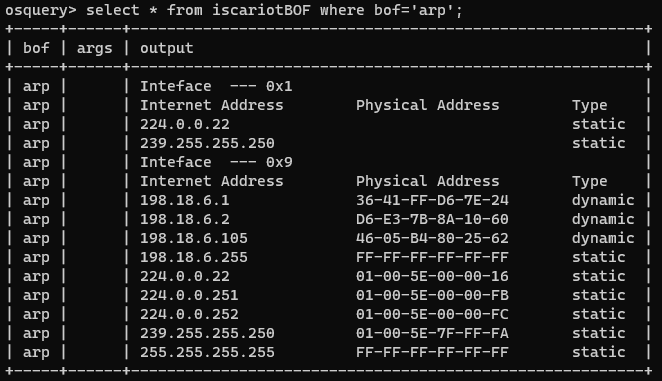 osquery> select * from iscariotBOF where bof='arp';
+-----+------+----------------------------------------------------------+
| bof | args | output                                                   |
+-----+------+----------------------------------------------------------+
| arp |      | Inteface  --- 0x1                                        |
| arp |      | Internet Address        Physical Address        Type     |
| arp |      | 224.0.0.22                                      static   |
| arp |      | 239.255.255.250                                 static   |
| arp |      | Inteface  --- 0x9                                        |
| arp |      | Internet Address        Physical Address        Type     |
| arp |      | 198.18.6.1              36-41-FF-D6-7E-24       dynamic  |
| arp |      | 198.18.6.2              D6-E3-7B-8A-10-60       dynamic  |
| arp |      | 198.18.6.105            46-05-B4-80-25-62       dynamic  |
| arp |      | 198.18.6.255            FF-FF-FF-FF-FF-FF       static   |
| arp |      | 224.0.0.22              01-00-5E-00-00-16       static   |
| arp |      | 224.0.0.251             01-00-5E-00-00-FB       static   |
| arp |      | 224.0.0.252             01-00-5E-00-00-FC       static   |
| arp |      | 239.255.255.250         01-00-5E-7F-FF-FA       static   |
| arp |      | 255.255.255.255         FF-FF-FF-FF-FF-FF       static   |
+-----+------+----------------------------------------------------------+